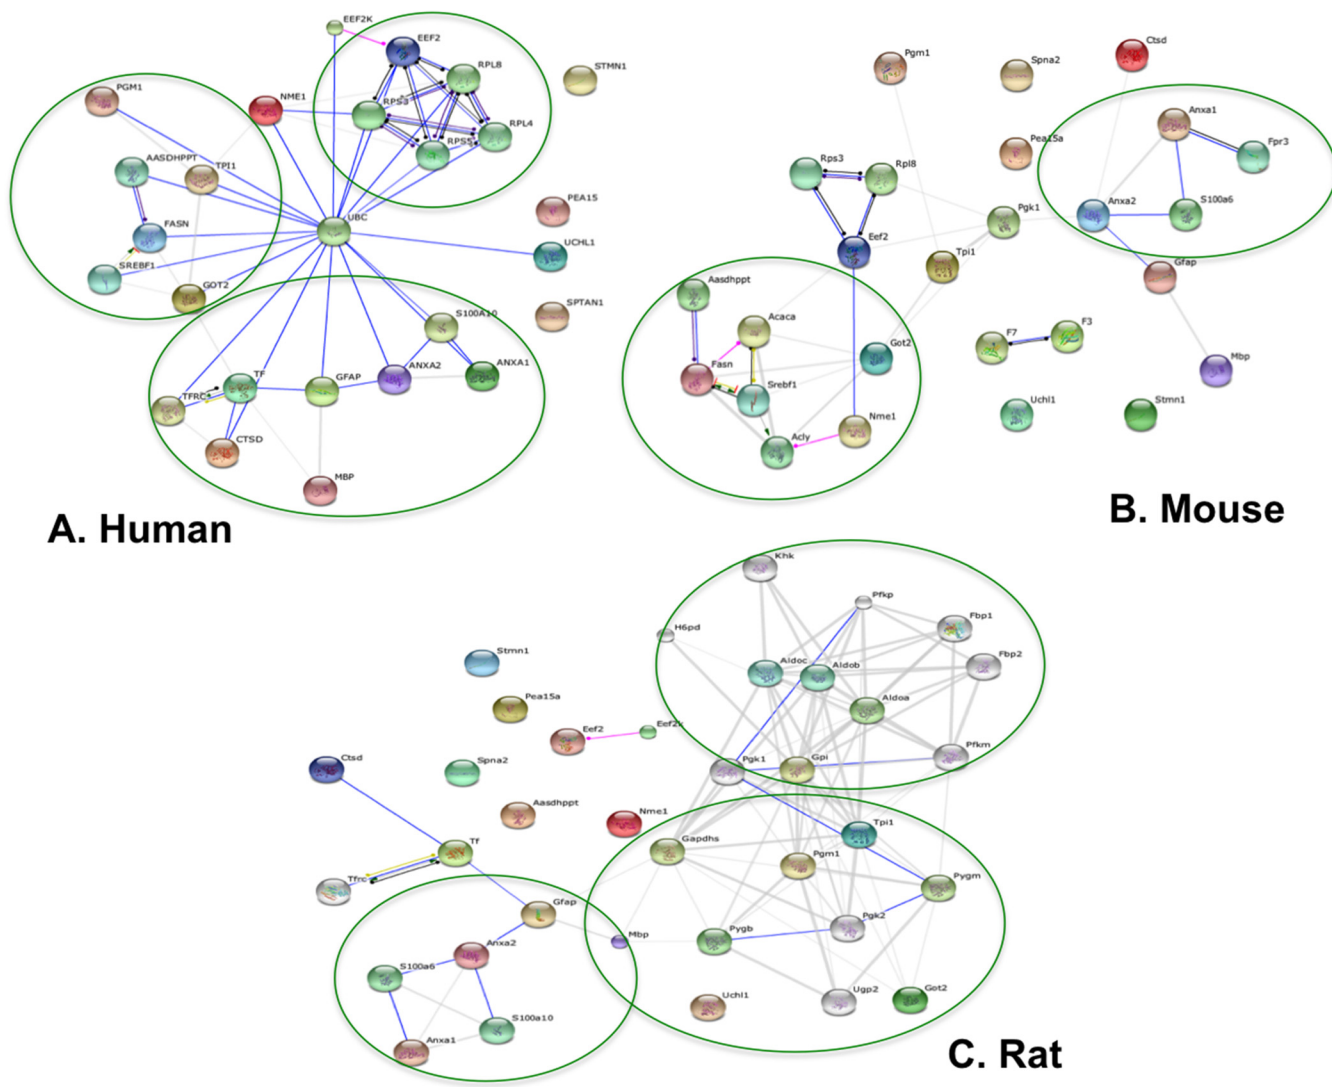 EEF2K
EEF2
RPL8
STMN1
PGM1
NME1
RPS3
RPL4
RPS5
AASDHPPT
TPI1
PEA15
FASN
UBC
UCHL1
SREBF1
GOT2
SPTAN1
S100A10
TF
GFAP
ANXA2
ANXA1
TFRC
CTSD
MBP
A. Human
Pgm1
Spna2
Ctsd
Anxa1
Pea15a
Fpr3
Rps3
Rpl8
Anxa2
S100a6
Pgk1
Eef2
Tpi1
Gfap
Aasdhppt
Acaca
F7
F3
Got2
Fasn
Mbp
Srebf1
Uchl1
Stmn1
Nme1
Acly
B. Mouse
Khk
Pfkp
Fbp1
H6pd
Fbp2
Stmn1
Aldoc
Aldob
Pea15a
Aldoa
Eef2
Eef2k
Pfkm
Ctsd
Spna2
Pgk1
Gpi
Aasdhppt
Nme1
Tpi1
Tf
Gapdhs
Pgm1
Pygm
Tfrc
Gfap
Pgk2
Mbp
Pygb
Anxa2
S100a6
Uchl1
Ugp2
Got2
S100a10
Anxa1
C. Rat